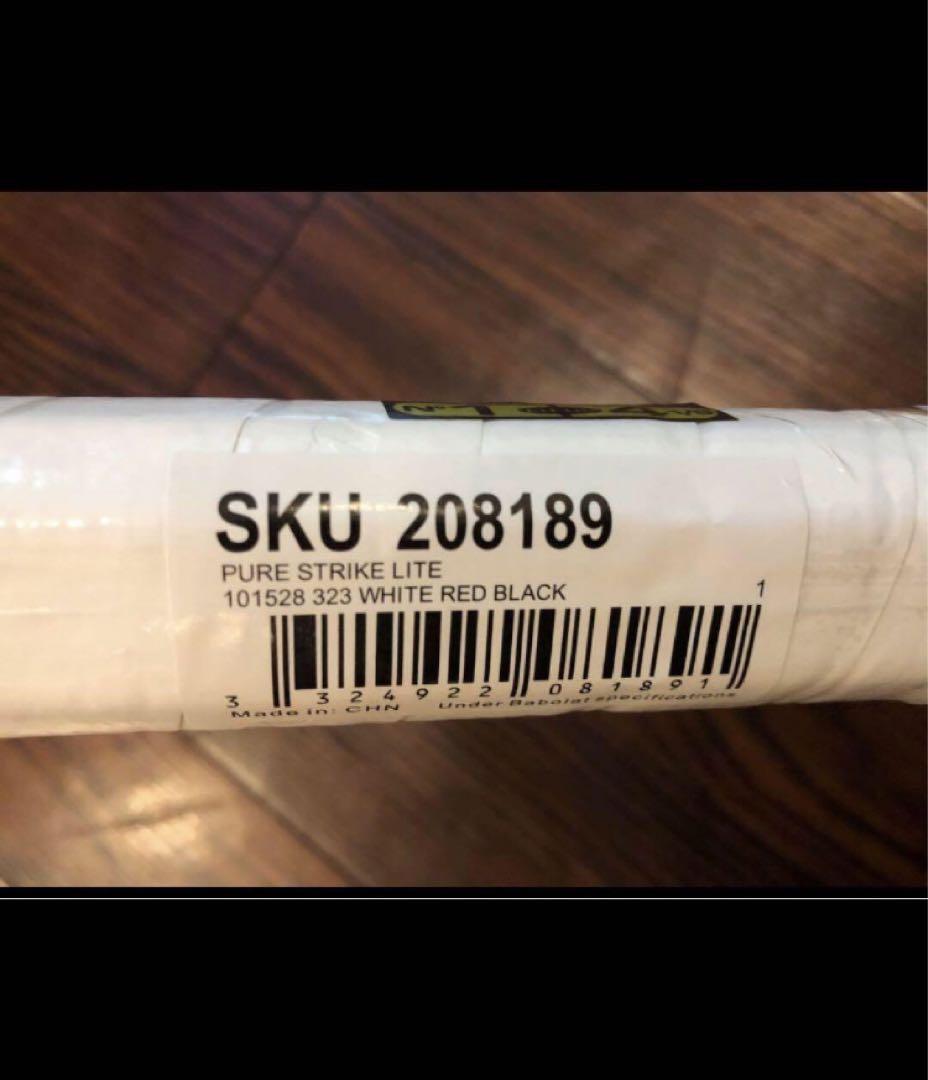 SKU 208189
PURE STRIKE LITE
101528 323 WHITE RED BLACK 1
3 324922 081891
Made in: CHN Under Babolat specifications